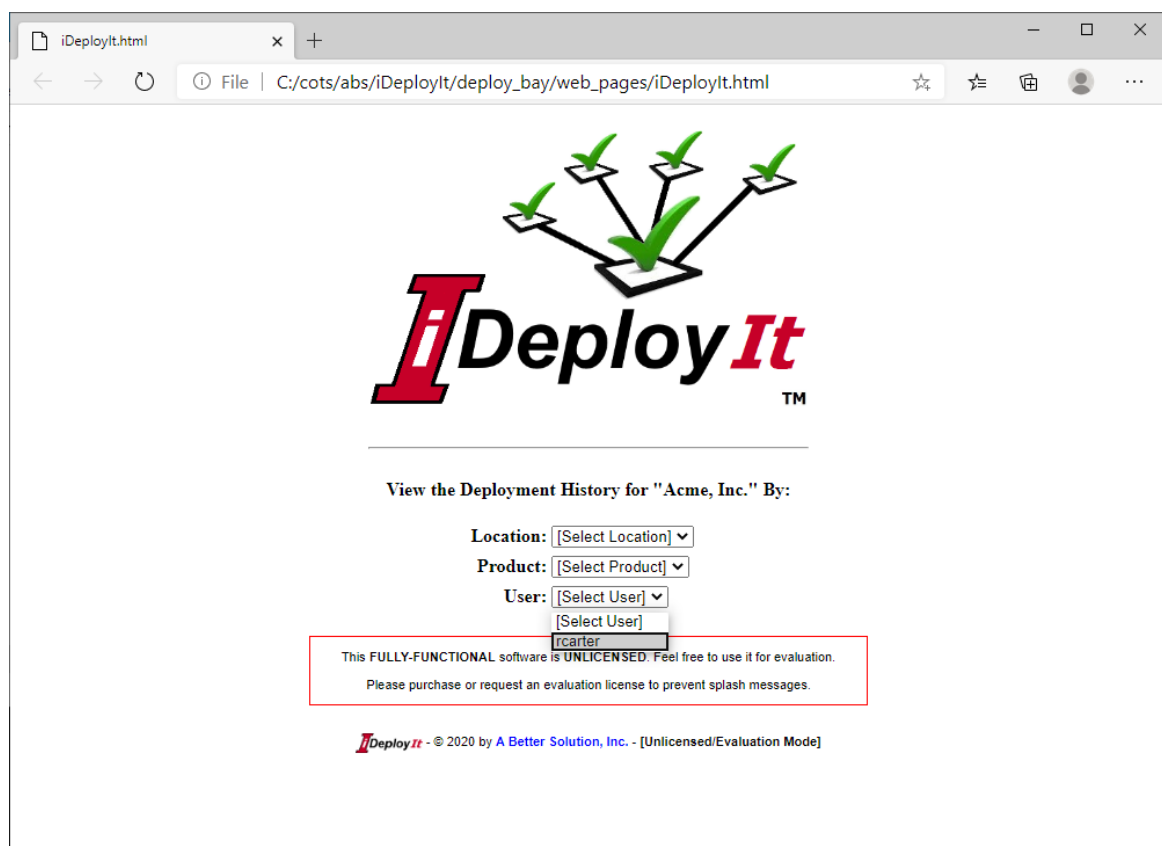 iDeployIt.html
File | C:/cots/abs/iDeployIt/deploy_bay/web_pages/iDeployIt.html
iDeployIt
TM
View the Deployment History for "Acme, Inc." By:
Location: [Select Location]
Product: [Select Product]
User: [Select User]
[Select User]
rcarter
This FULLY-FUNCTIONAL software is UNLICENSED. Feel free to use it for evaluation.
Please purchase or request an evaluation license to prevent splash messages.
iDeployIt - © 2020 by A Better Solution, Inc. - [Unlicensed/Evaluation Mode]